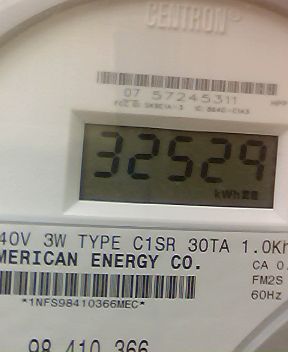 CENTRON
07 57245311
32529
kWh
40V 3W TYPE C1SR 30TA 1.0Kh
MERICAN ENERGY CO.
CA 0.
FM2S
*1NFS98410366MEC*
60Hz
98 410 366